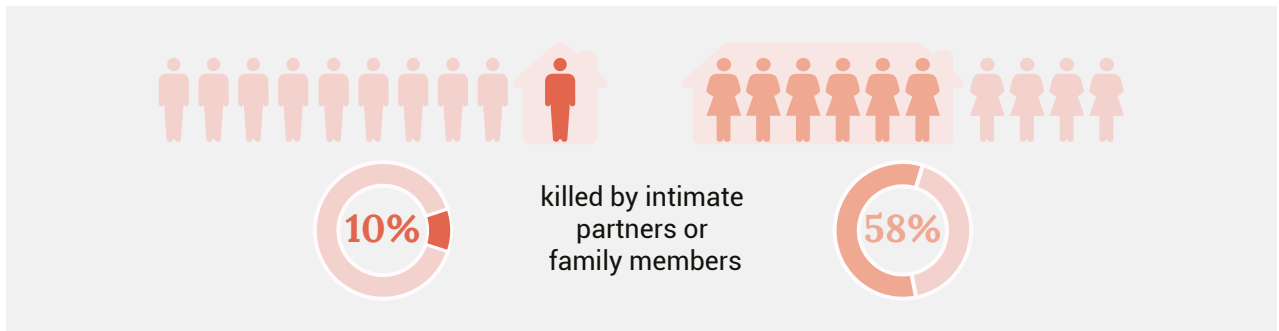 10%
killed by intimate
partners or
family members
58%